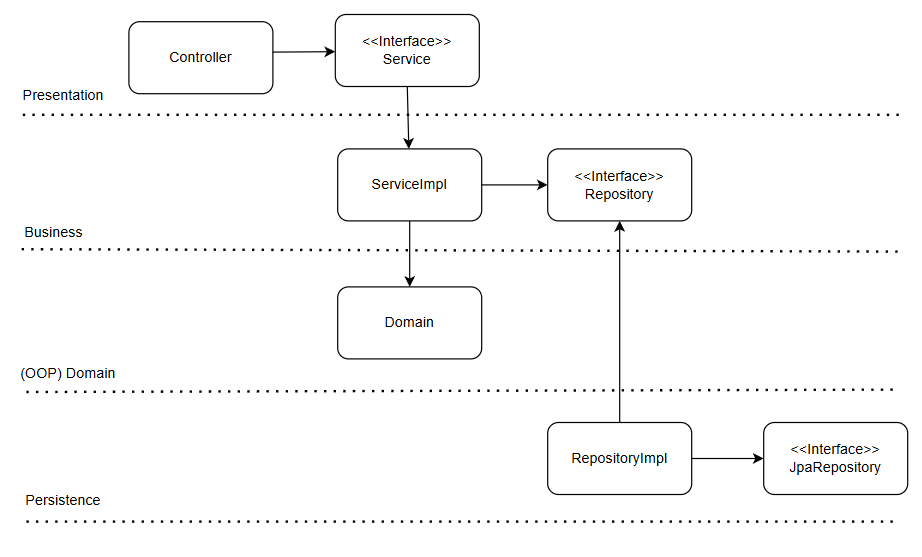 Controller
<<Interface>>
Service
Presentation
ServiceImpl
<<Interface>>
Repository
Business
Domain
(OOP) Domain
RepositoryImpl
<<Interface>>
JpaRepository
Persistence